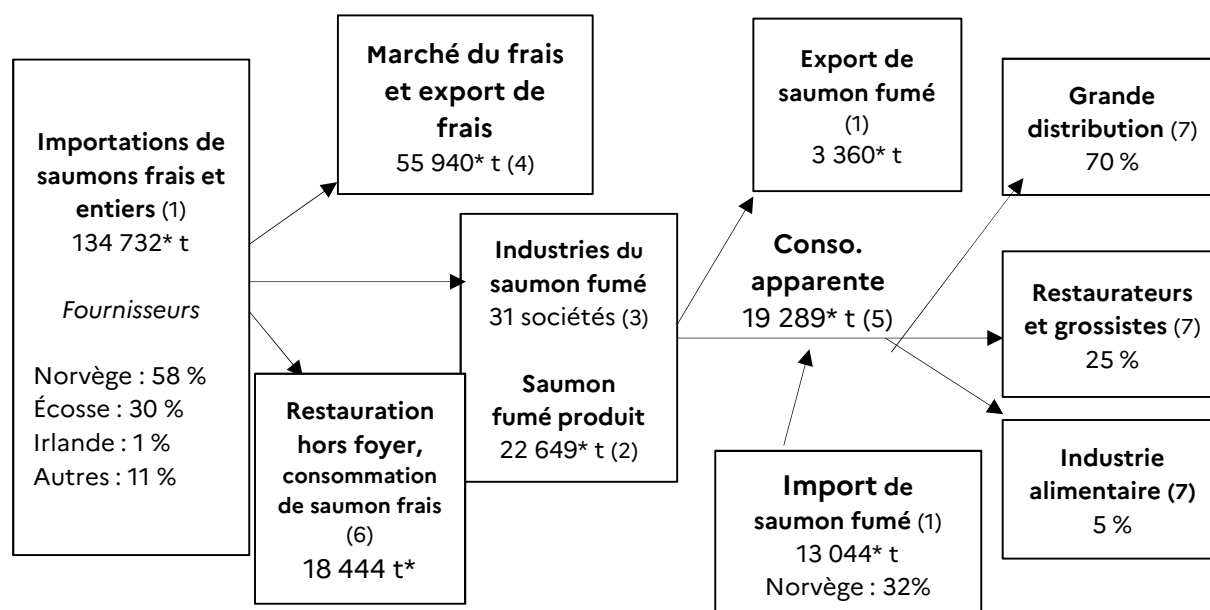 Importations de
saumons frais et
entiers (1)
134 732* t
Fournisseurs
Norvège : 58 %
Écosse : 30 %
Irlande : 1 %
Autres : 11 %
Marché du frais
et export de
frais
55 940* t (4)
Industries du
saumon fumé
31 sociétés (3)
Saumon
fumé produit
22 649* t (2)
Restauration
hors foyer,
consommation
de saumon frais
(6)
18 444 t*
Export de
saumon fumé
(1)
3 360* t
Conso.
apparente
19 289* t (5)
Import de
saumon fumé (1)
13 044* t
Norvège : 32%
Grande
distribution (7)
70 %
Restaurateurs
et grossistes (7)
25 %
Industrie
alimentaire (7)
5 %